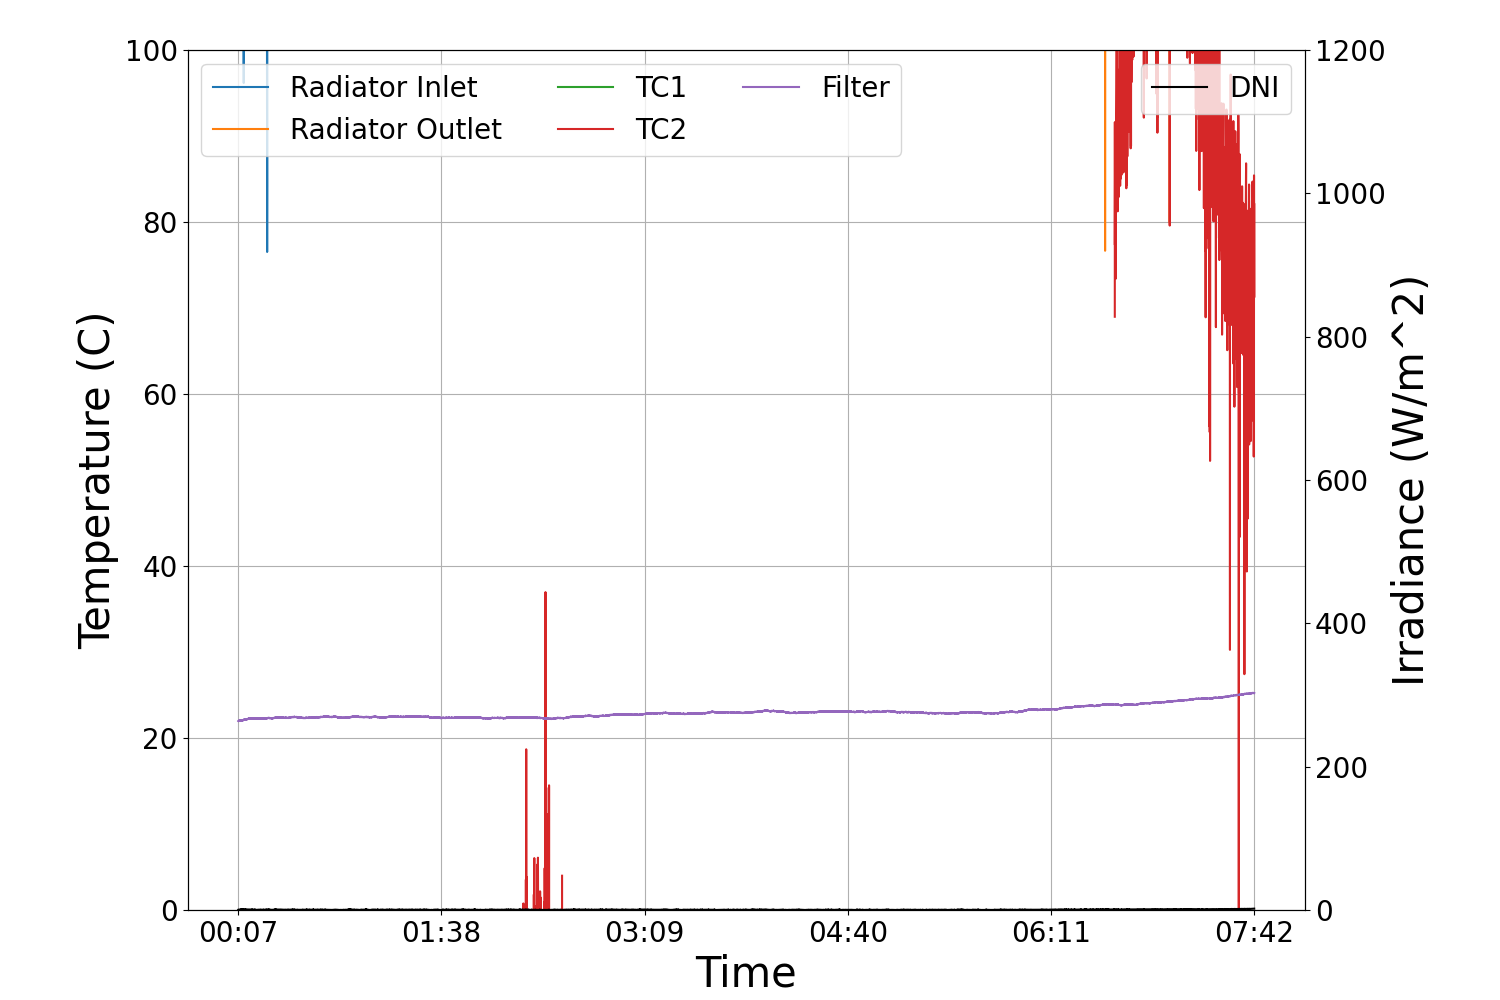 100
80
60
40
20
0
Temperature (C)
Radiator Inlet
Radiator Outlet
TC1
TC2
Filter
DNI
1200
1000
800
600
400
200
0
Irradiance (W/m^2)
00:07
01:38
03:09
04:40
06:11
07:42
Time